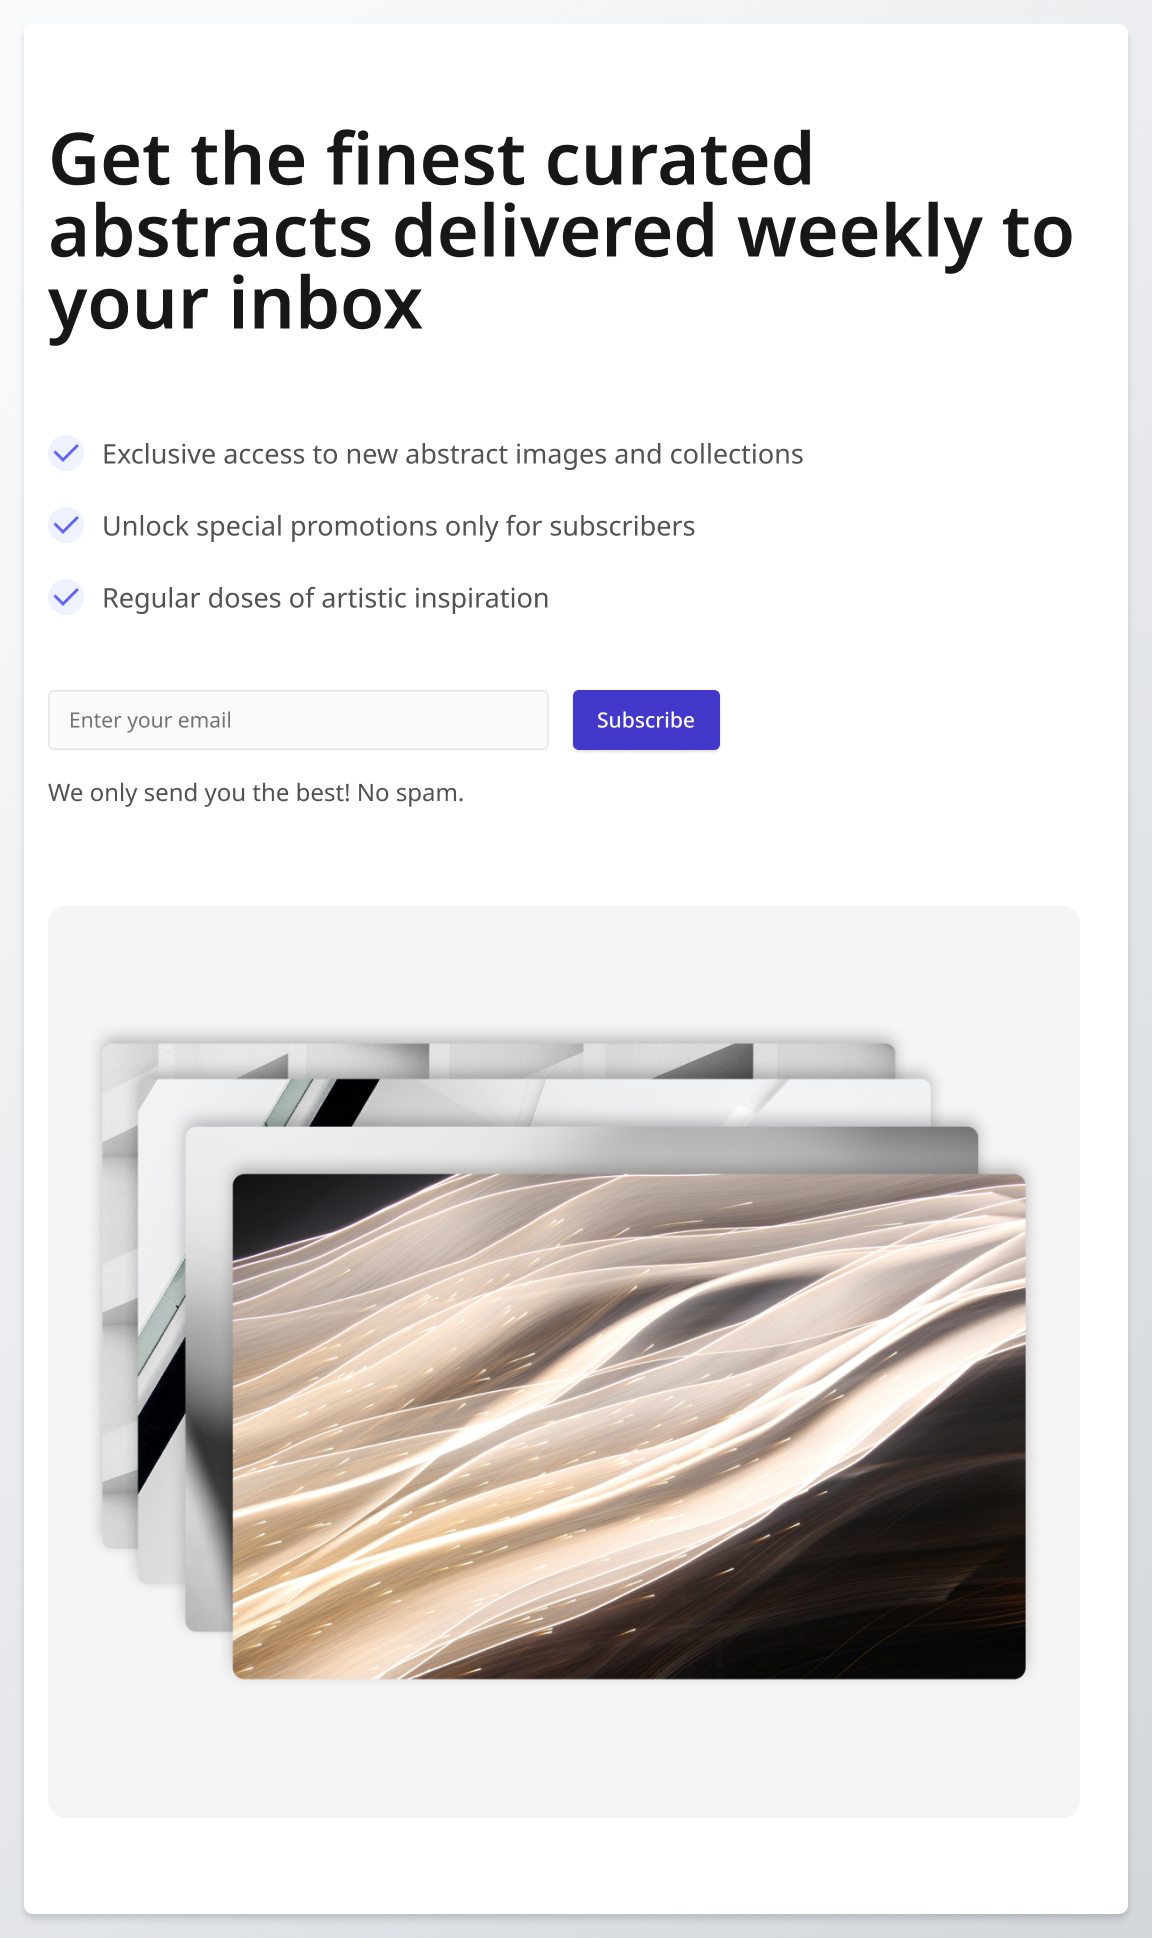 Get the finest curated
abstracts delivered weekly to
your inbox
Exclusive access to new abstract images and collections
Unlock special promotions only for subscribers
Regular doses of artistic inspiration
Enter your email
Subscribe
We only send you the best! No spam.